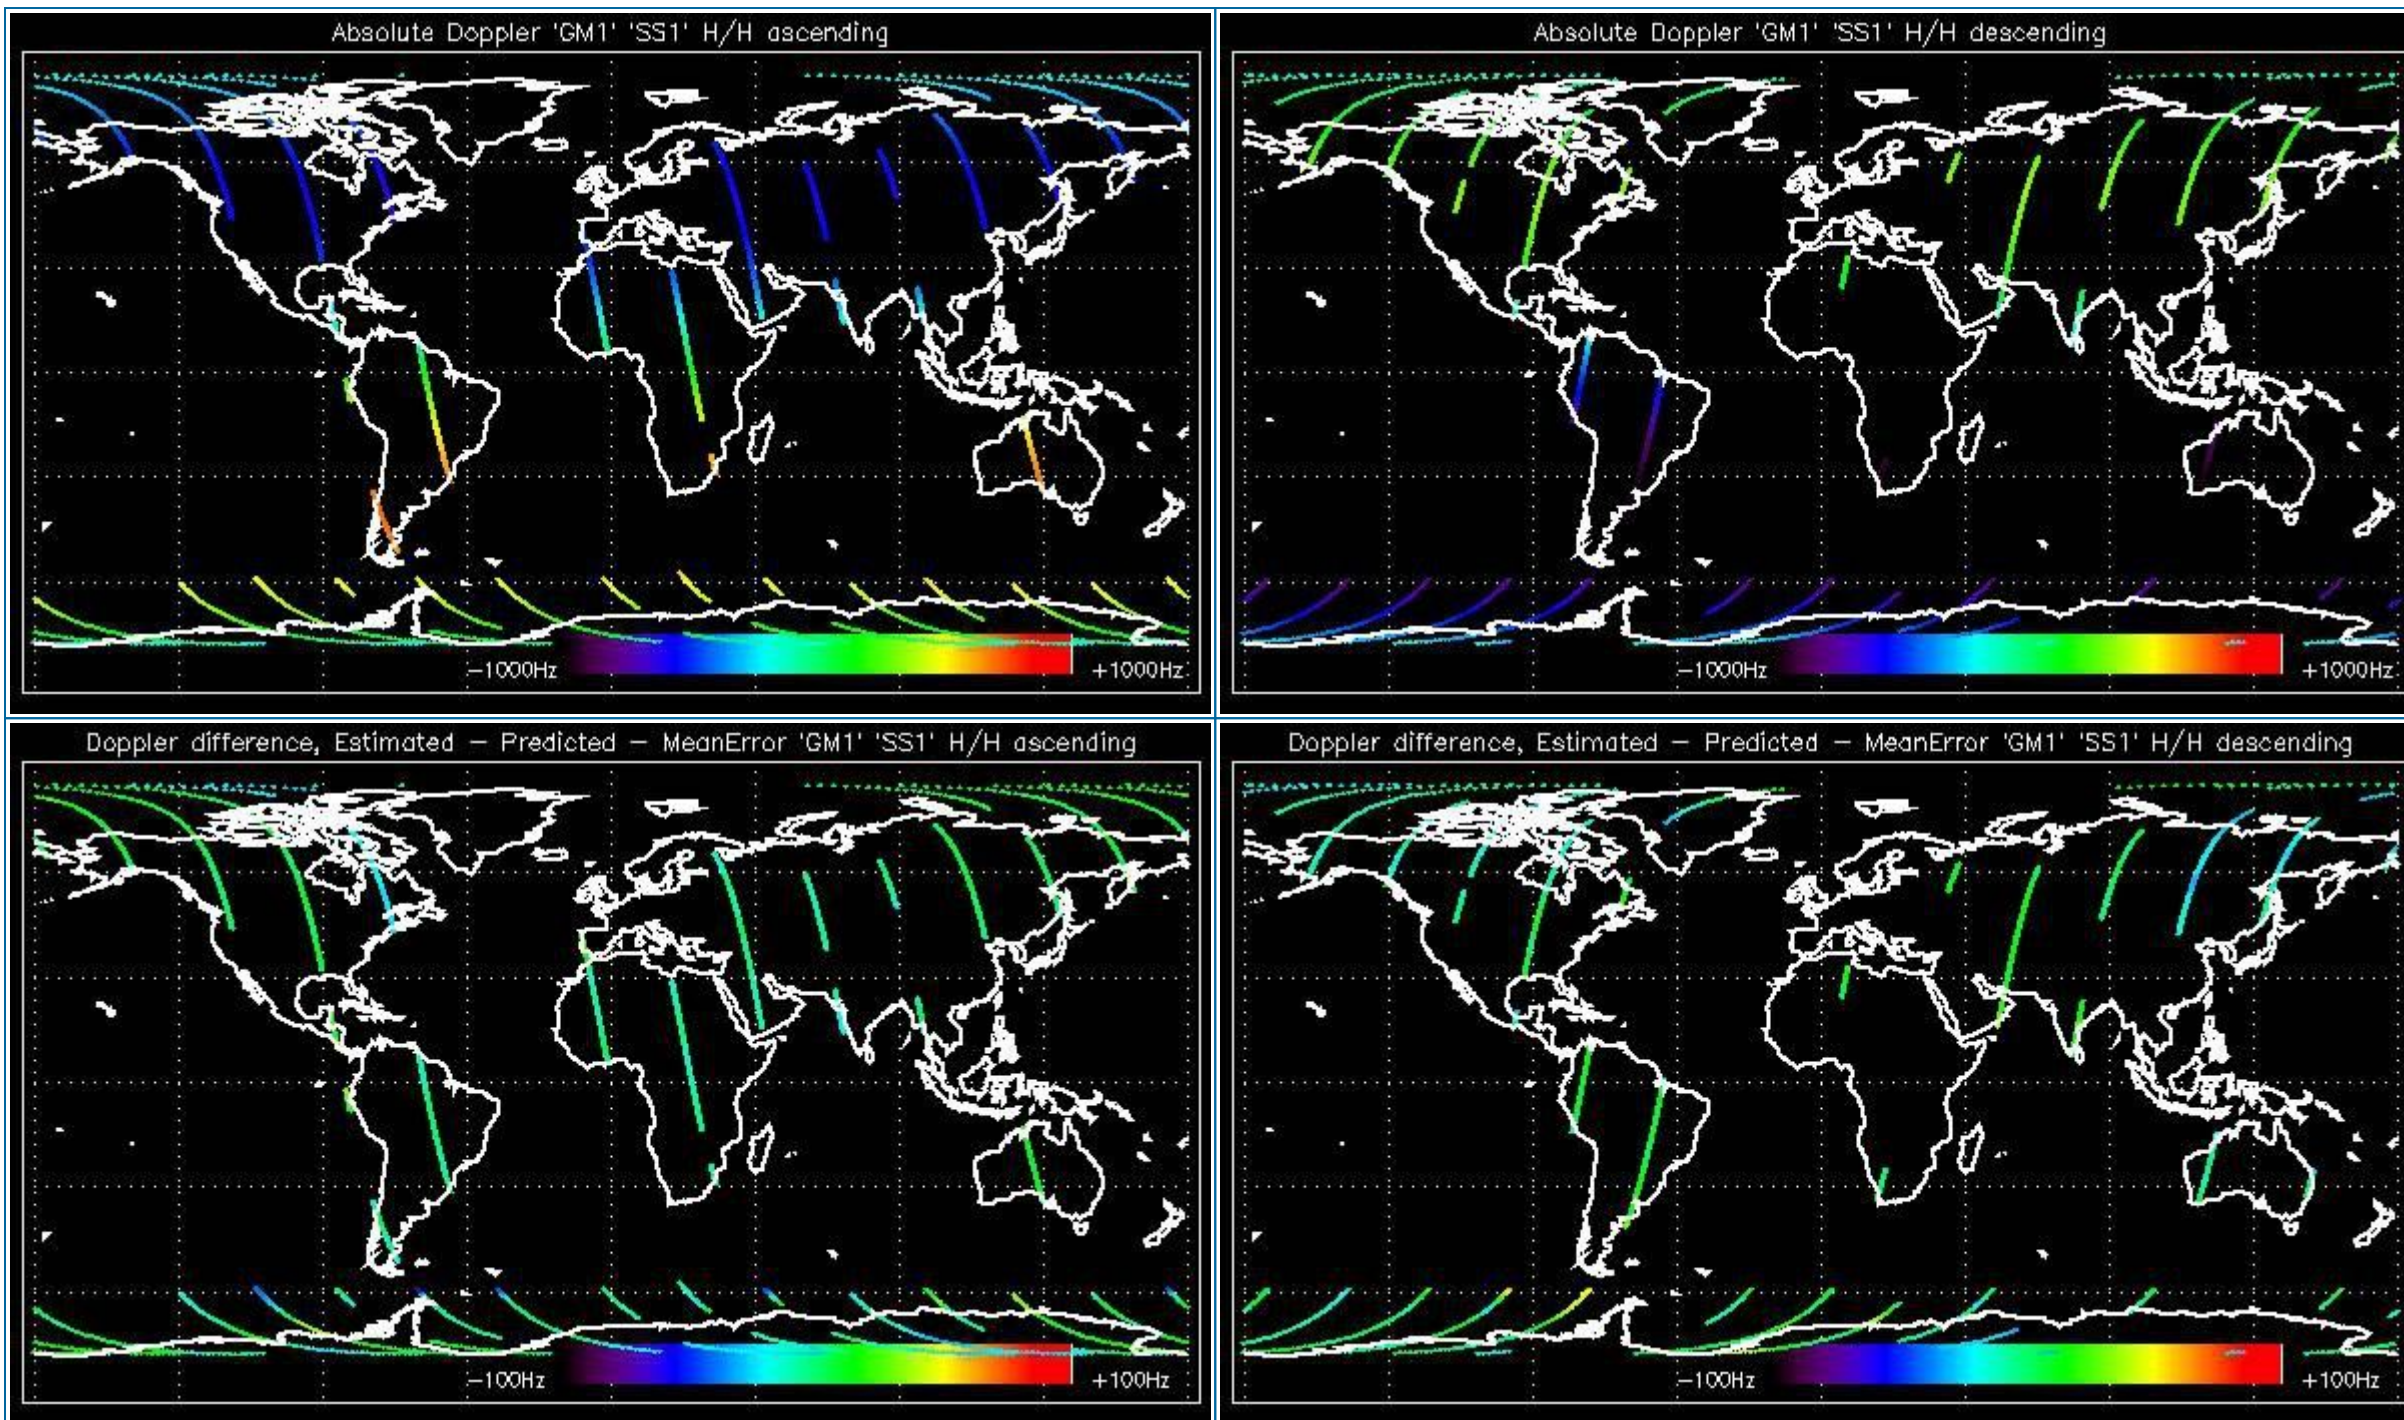 Absolute Doppler 'GM1' 'SS1' H/H ascending
−1000Hz
+1000Hz
Absolute Doppler 'GM1' 'SS1' H/H descending
−1000Hz
+1000Hz
Doppler difference, Estimated − Predicted − MeanError 'GM1' 'SS1' H/H ascending
−100Hz
+100Hz
Doppler difference, Estimated − Predicted − MeanError 'GM1' 'SS1' H/H descending
−100Hz
+100Hz